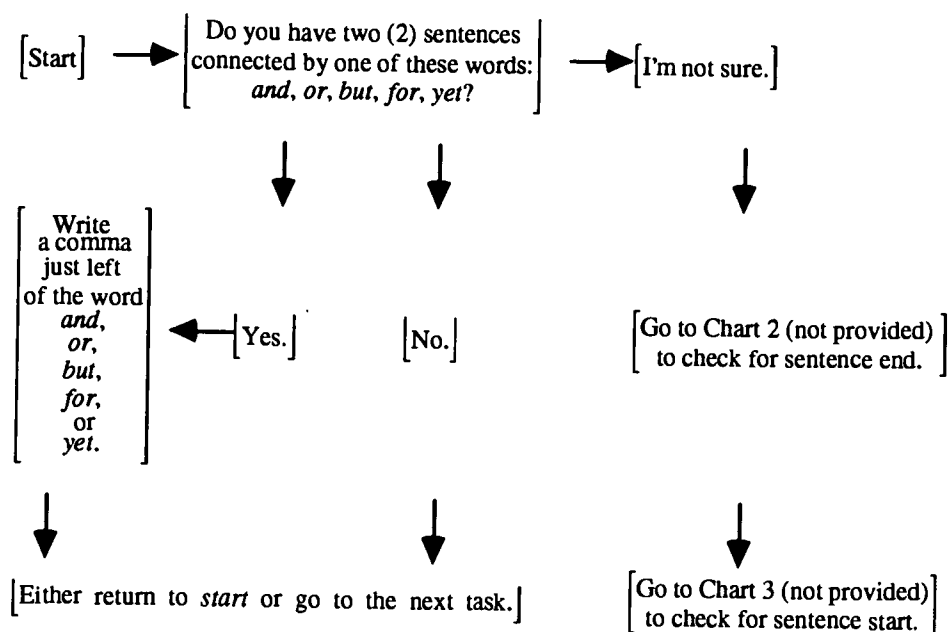 Start
Do you have two (2) sentences
connected by one of these words:
and, or, but, for, yet?
I'm not sure.
Write
a comma
just left
of the word
and,
or,
but,
for,
or
yet.
Yes.
No.
Go to Chart 2 (not provided)
to check for sentence end.
Either return to start or go to the next task.
Go to Chart 3 (not provided)
to check for sentence start.